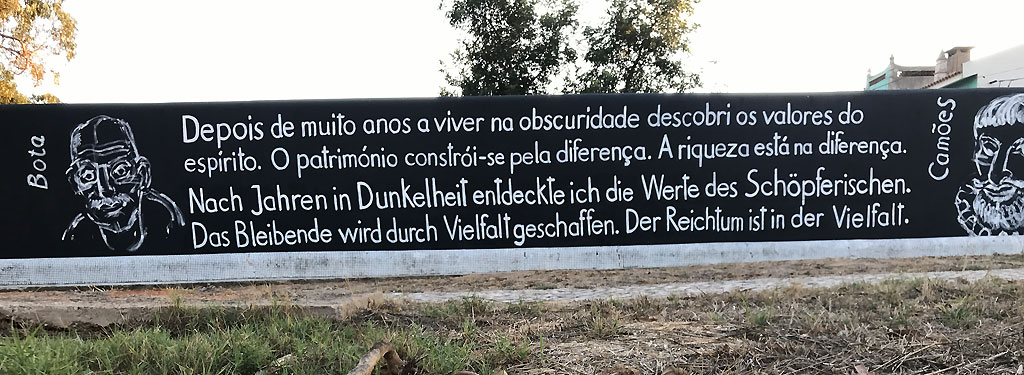 Bota
Depois de muito anos a viver na obscuridade descobri os valores do
espírito. O património constrói-se pela diferença. A riqueza está na diferença.
Nach Jahren in Dunkelheit entdeckte ich die Werte des Schöpferischen.
Das Bleibende wird durch Vielfalt geschaffen. Der Reichtum ist in der Vielfalt.
Camões